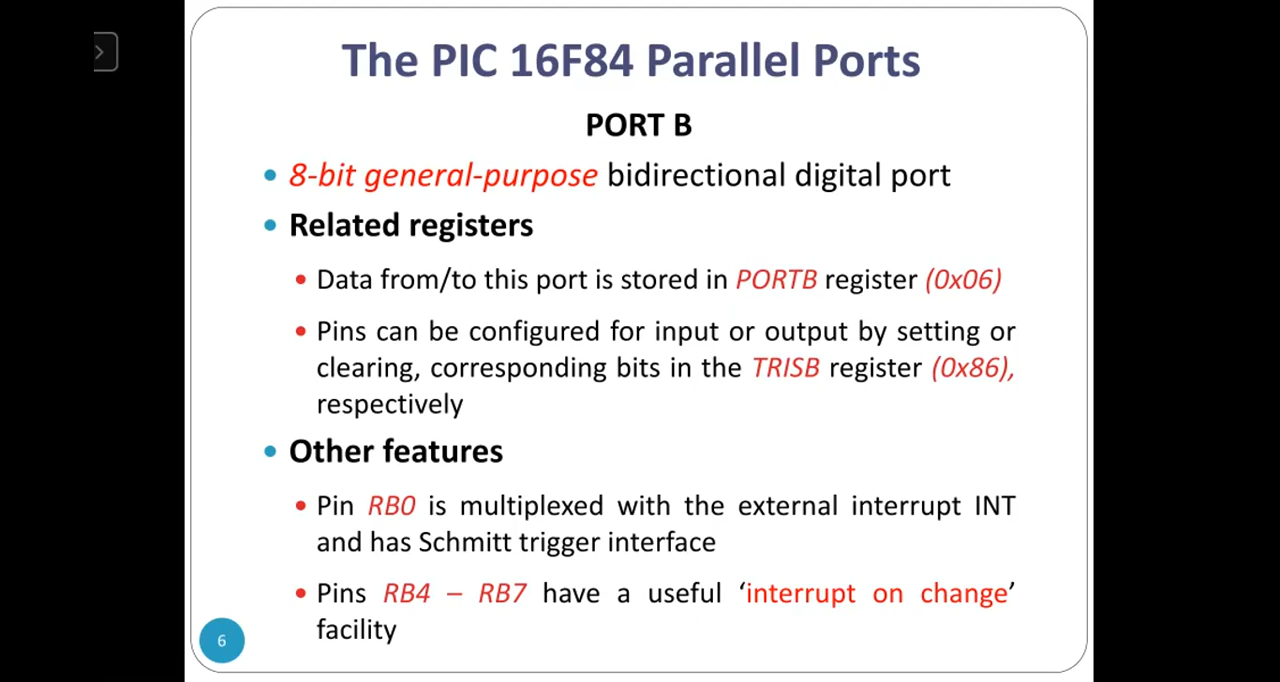 The PIC 16F84 Parallel Ports
PORT B
• 8-bit general-purpose bidirectional digital port
• Related registers
• Data from/to this port is stored in PORTB register (0x06)
• Pins can be configured for input or output by setting or
clearing, corresponding bits in the TRISB register (0x86),
respectively
• Other features
• Pin RB0 is multiplexed with the external interrupt INT
and has Schmitt trigger interface
• Pins RB4 – RB7 have a useful ‘interrupt on change’
facility
6